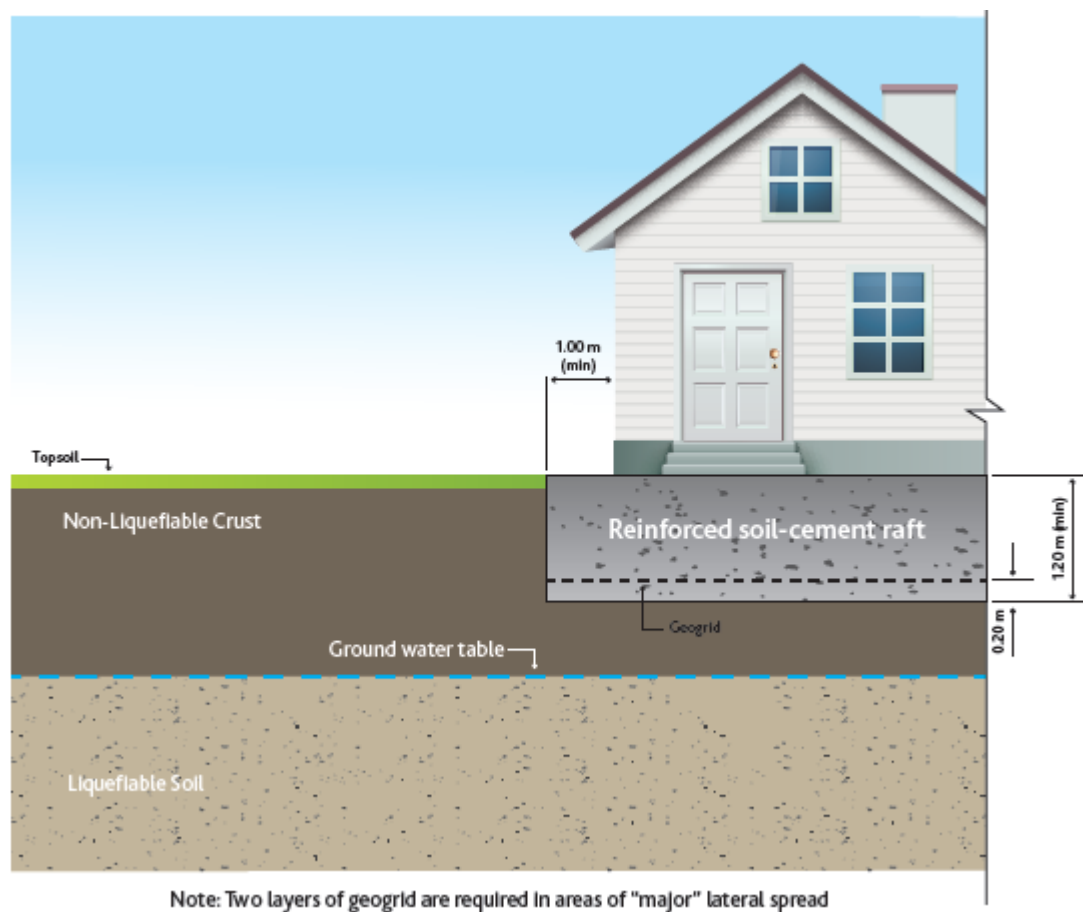 1.00 m
(min)
Topsoil
Non-Liquefiable Crust
Reinforced soil-cement raft
1.20 m (min)
Geogrid
0.20 m
Ground water table
Liquefiable Soil
Note: Two layers of geogrid are required in areas of "major" lateral spread